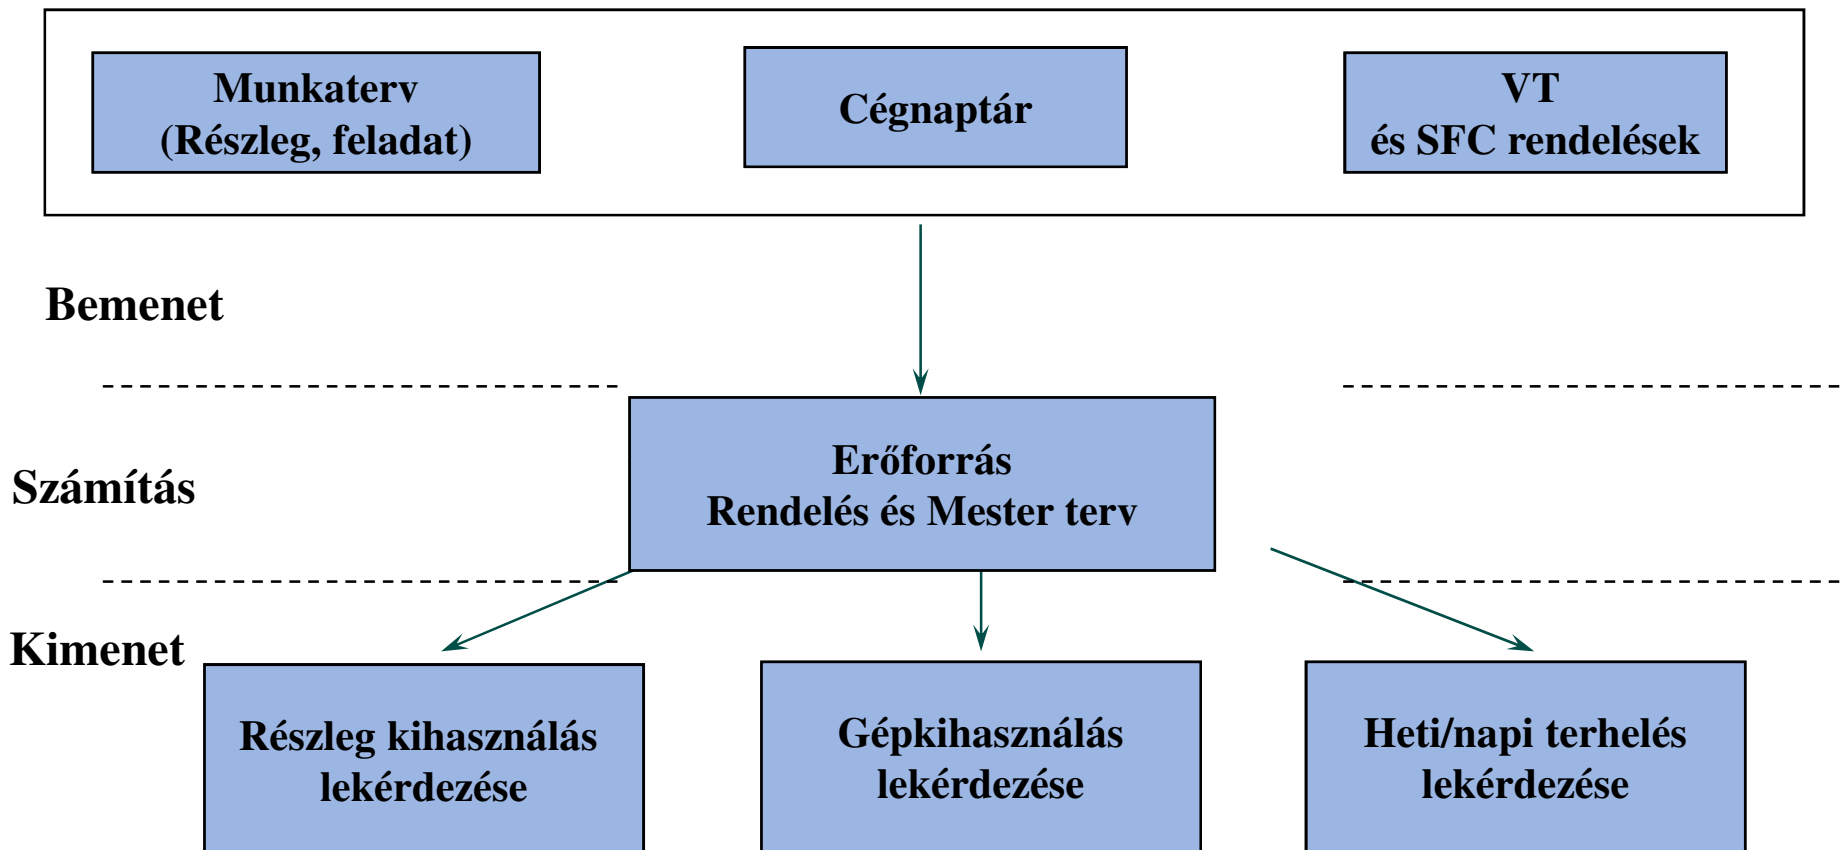 Munkaterv
(Részleg, feladat)
Cégnaptár
VT
és SFC rendelések
Bemenet
Erőforrás
Rendelés és Mester terv
Számítás
Kimenet
Részleg kihasználás
lekérdezése
Gépkihasználás
lekérdezése
Heti/napi terhelés
lekérdezése